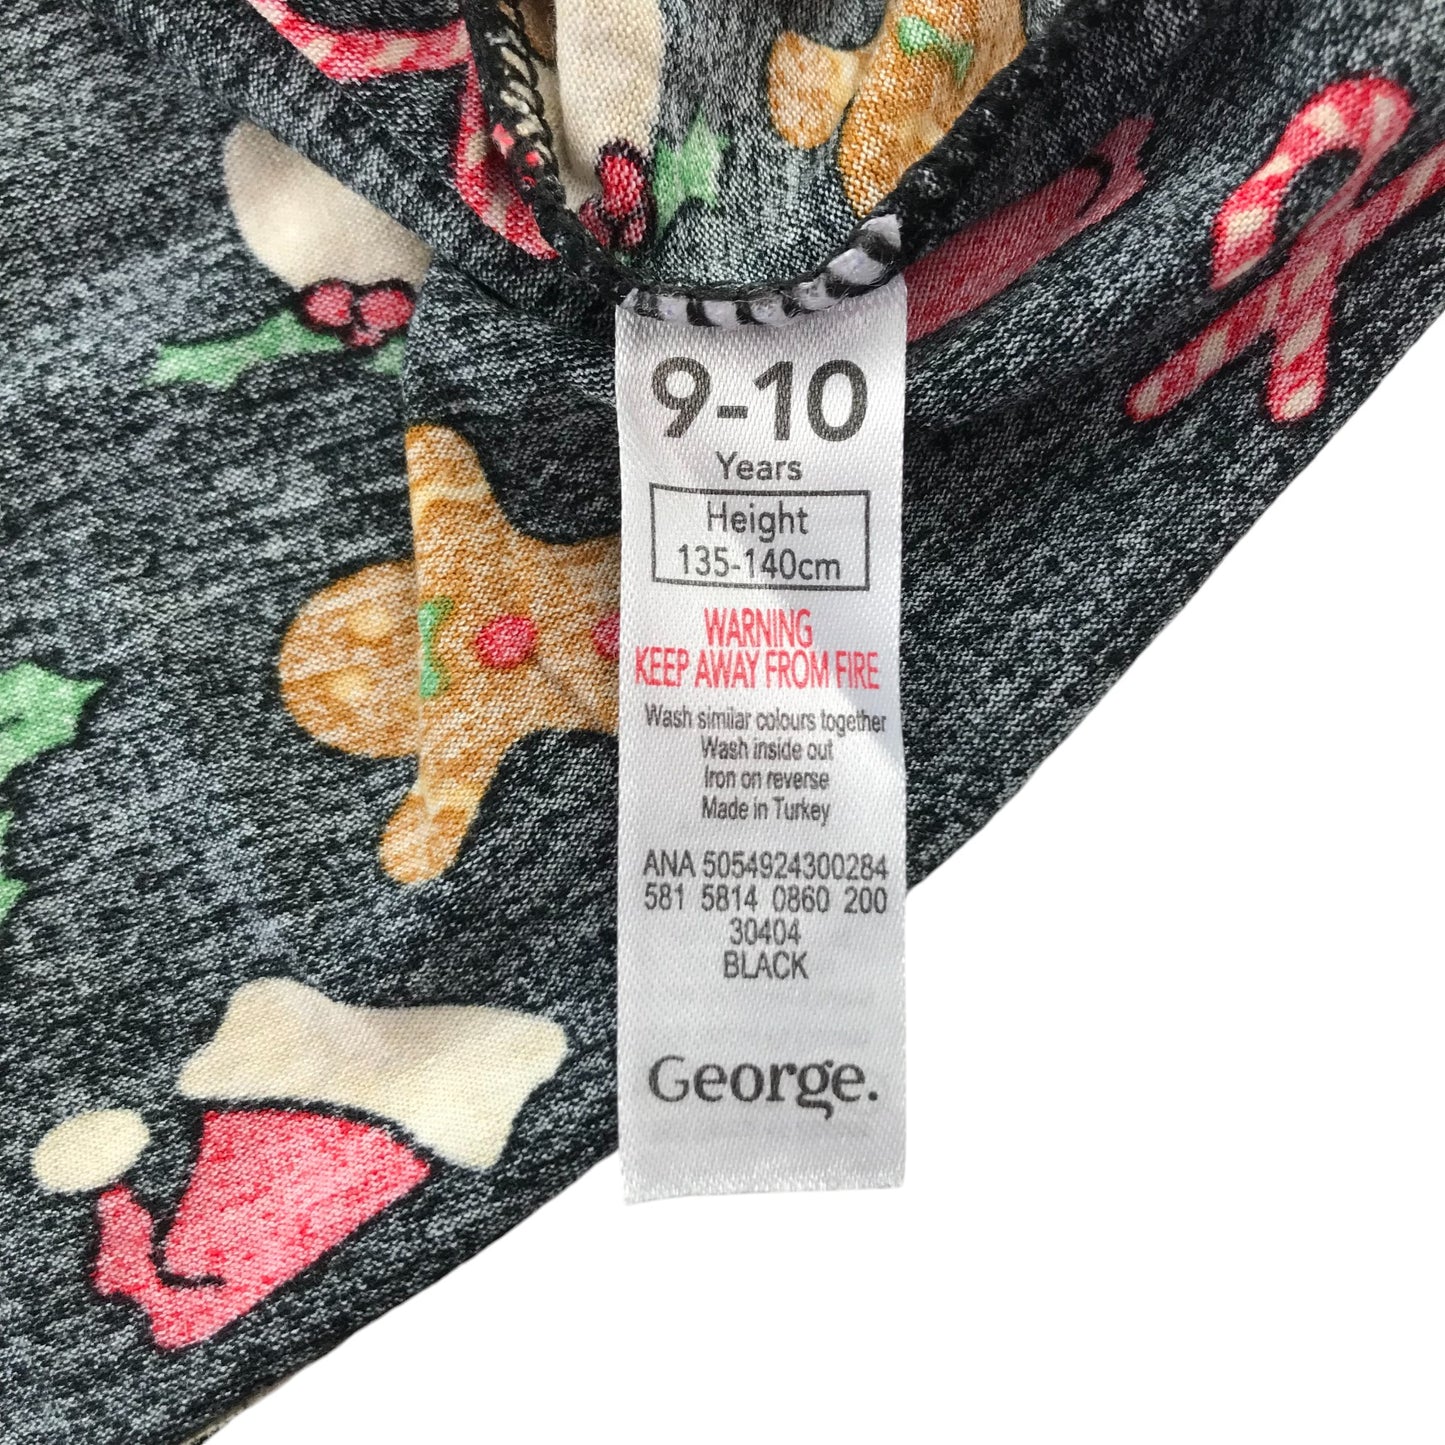 9-10
Years
Height
135-140cm
WARNING
KEEP AWAY FROM FIRE
Wash similar colours together
Wash inside out
Iron on reverse
Made in Turkey
ANA 5054924300284
581 5814 0860 200
30404
BLACK
George.